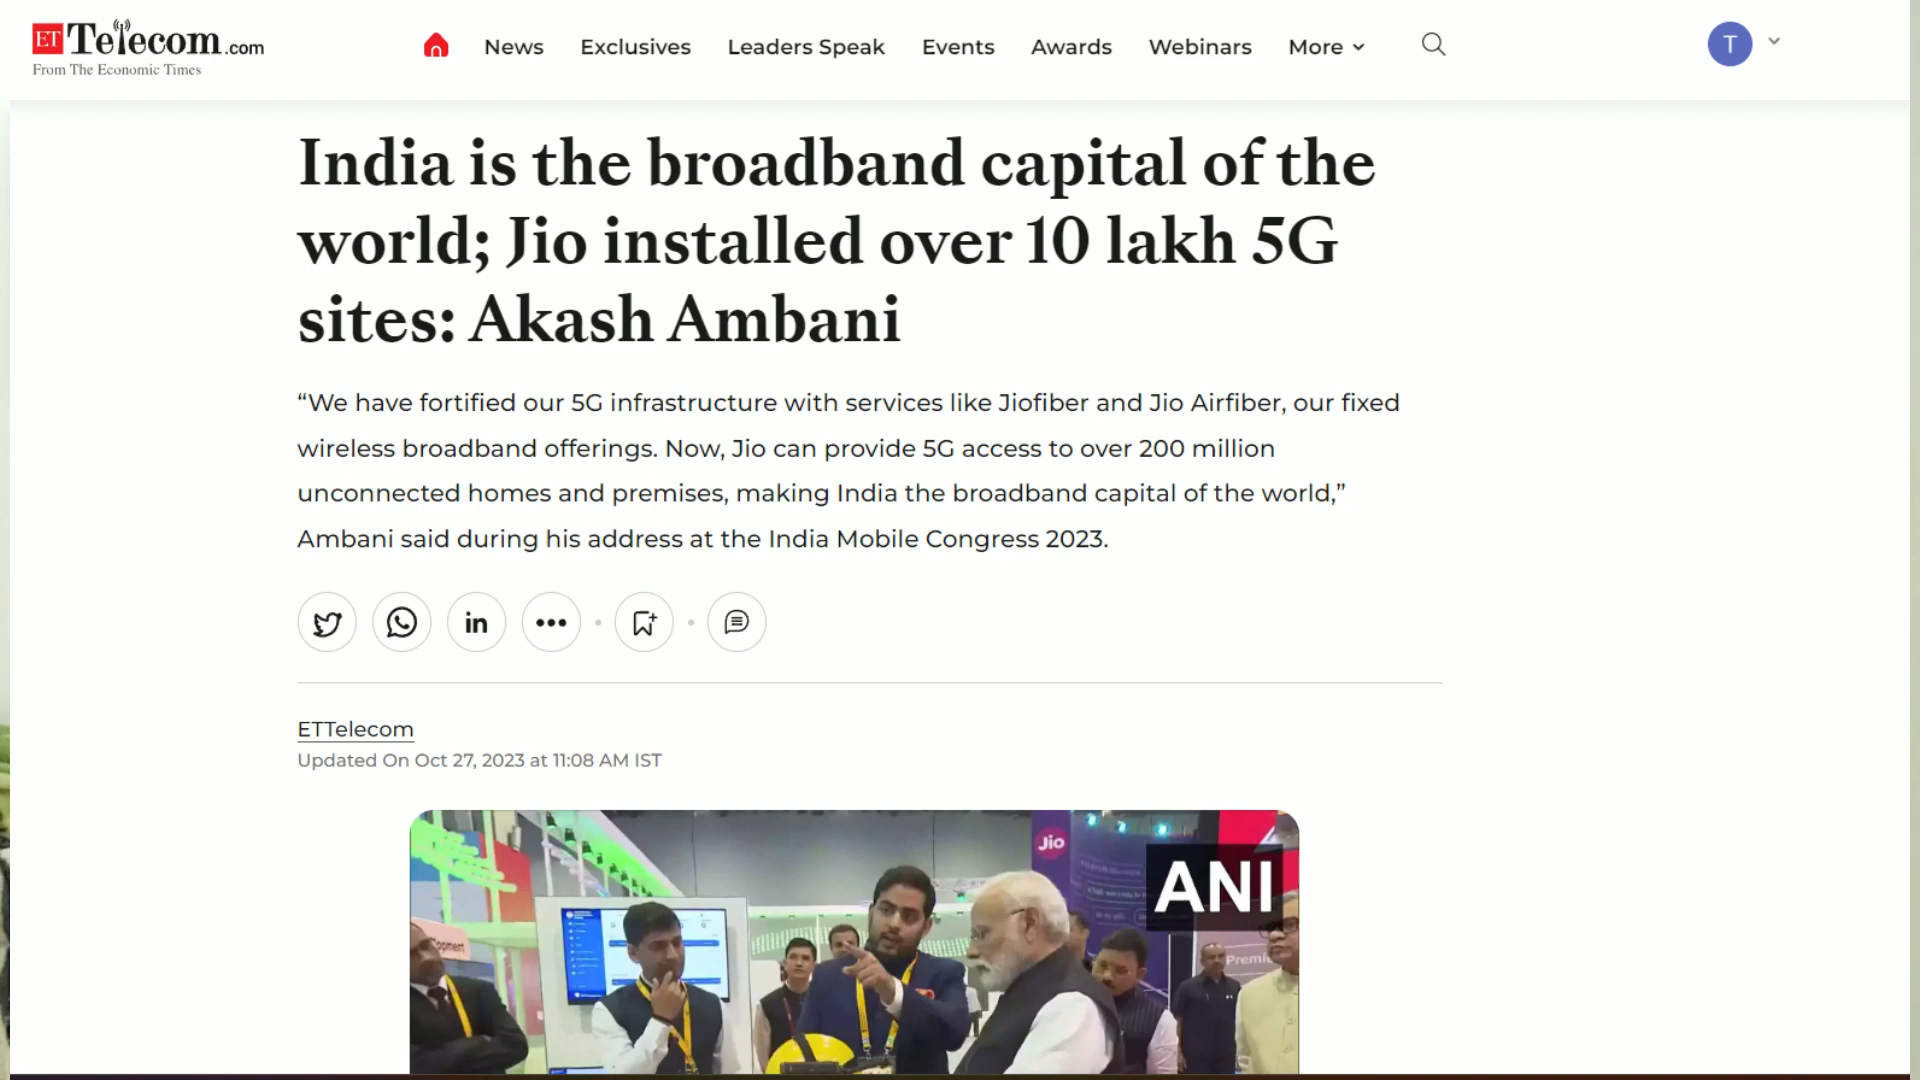 ET Telecom.com
From The Economic Times
News
Exclusives
Leaders Speak
Events
Awards
Webinars
More
T
India is the broadband capital of the
world; Jio installed over 10 lakh 5G
sites: Akash Ambani
“We have fortified our 5G infrastructure with services like Jiofiber and Jio Airfiber, our fixed
wireless broadband offerings. Now, Jio can provide 5G access to over 200 million
unconnected homes and premises, making India the broadband capital of the world,”
Ambani said during his address at the India Mobile Congress 2023.
in
ETTelecom
Updated On Oct 27, 2023 at 11:08 AM IST
Jio
ANI